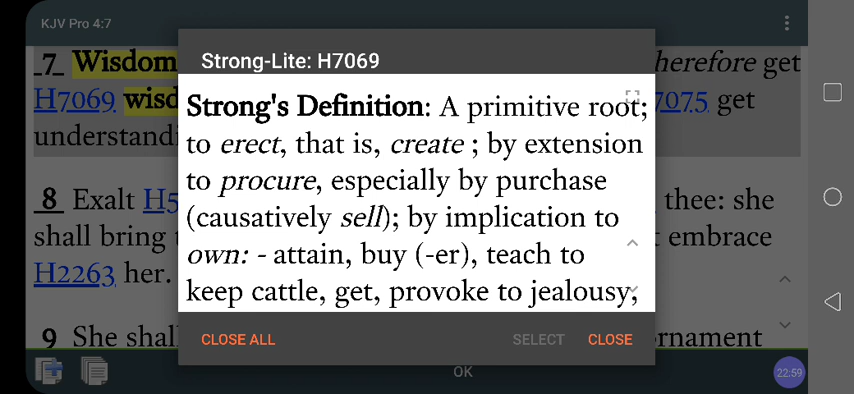 KJV Pro 4:7
Strong-Lite: H7069
7 Wisdom herefore get
H7069 wisd 7075 get
understandi
8 Exalt H5 thee: she
shall bring t t embrace
H2263 her.
9 She shal rnament
Strong's Definition: A primitive root;
to erect, that is, create ; by extension
to procure, especially by purchase
(causatively sell); by implication to
own: - attain, buy (-er), teach to
keep cattle, get, provoke to jealousy,
CLOSE ALL SELECT CLOSE
OK
22:59